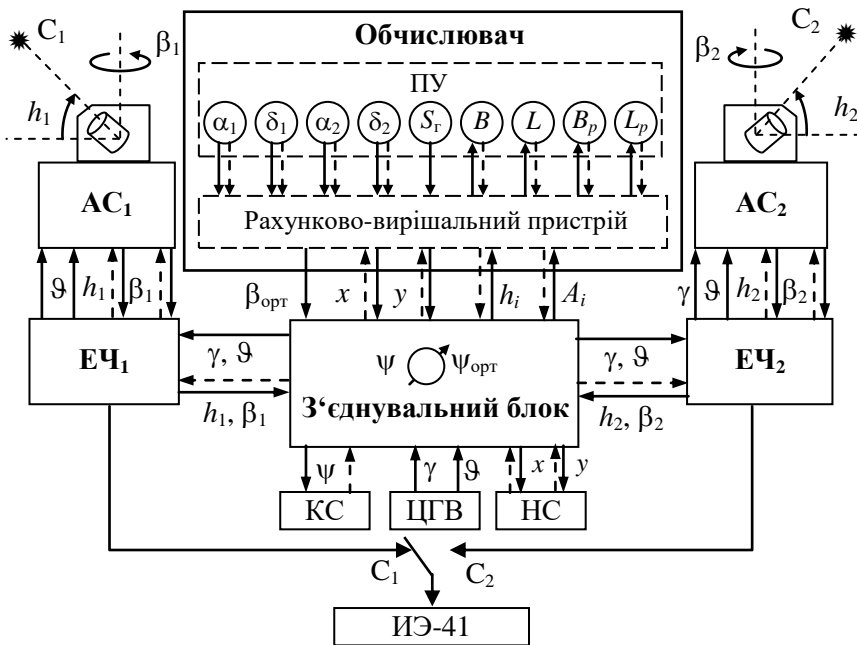 C₁ β₁ Обчислювач β₂ C₂
ПУ
h₁ α₁ δ₁ α₂ δ₂ Sг B L Bₚ Lₚ h₂
АС₁ Рахунково-вирішальний пристрій АС₂
ϑ h₁ β₁ βорт x y hᵢ Aᵢ γ ϑ h₂ β₂
ЕЧ₁ γ, ϑ ψ ψорт γ, ϑ ЕЧ₂
h₁, β₁ З‘єднувальний блок h₂, β₂
ψ γ ϑ x y
КС ЦГВ НС
C₁ C₂
ИЭ-41